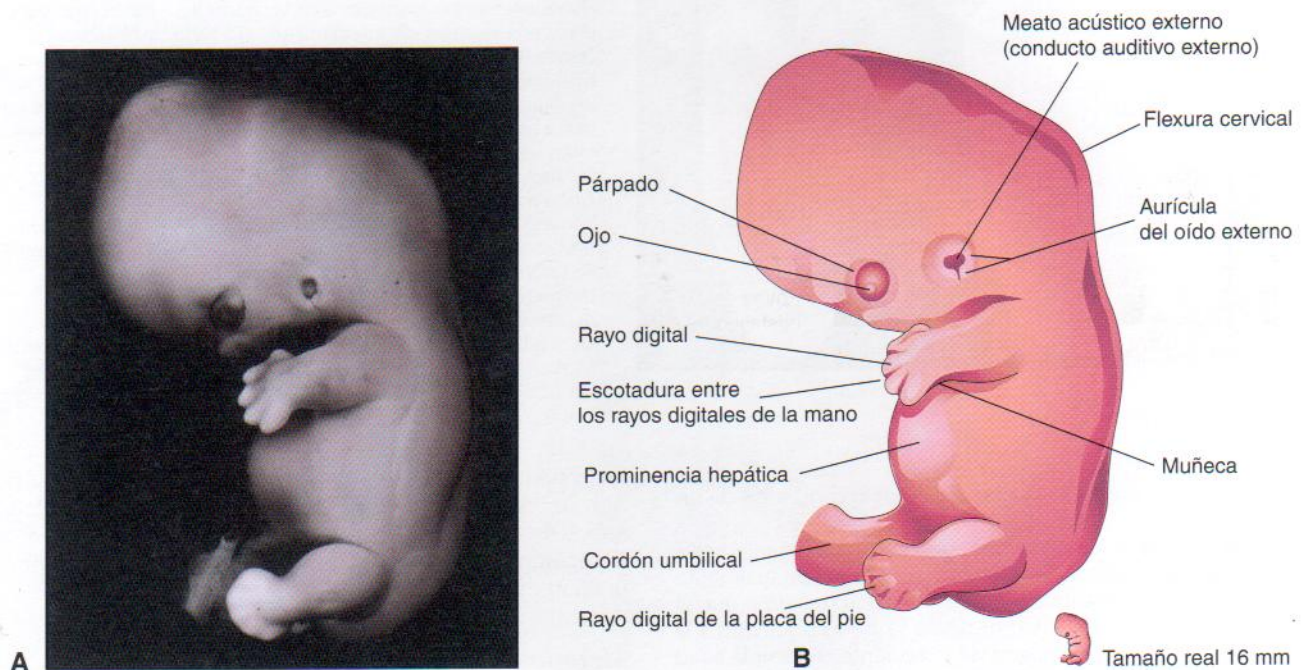 Meato acústico externo
(conducto auditivo externo)
Flexura cervical
Párpado
Aurícula
del oído externo
Ojo
Rayo digital
Escotadura entre
los rayos digitales de la mano
Muñeca
Prominencia hepática
Cordón umbilical
Rayo digital de la placa del pie
A
B
Tamaño real 16 mm